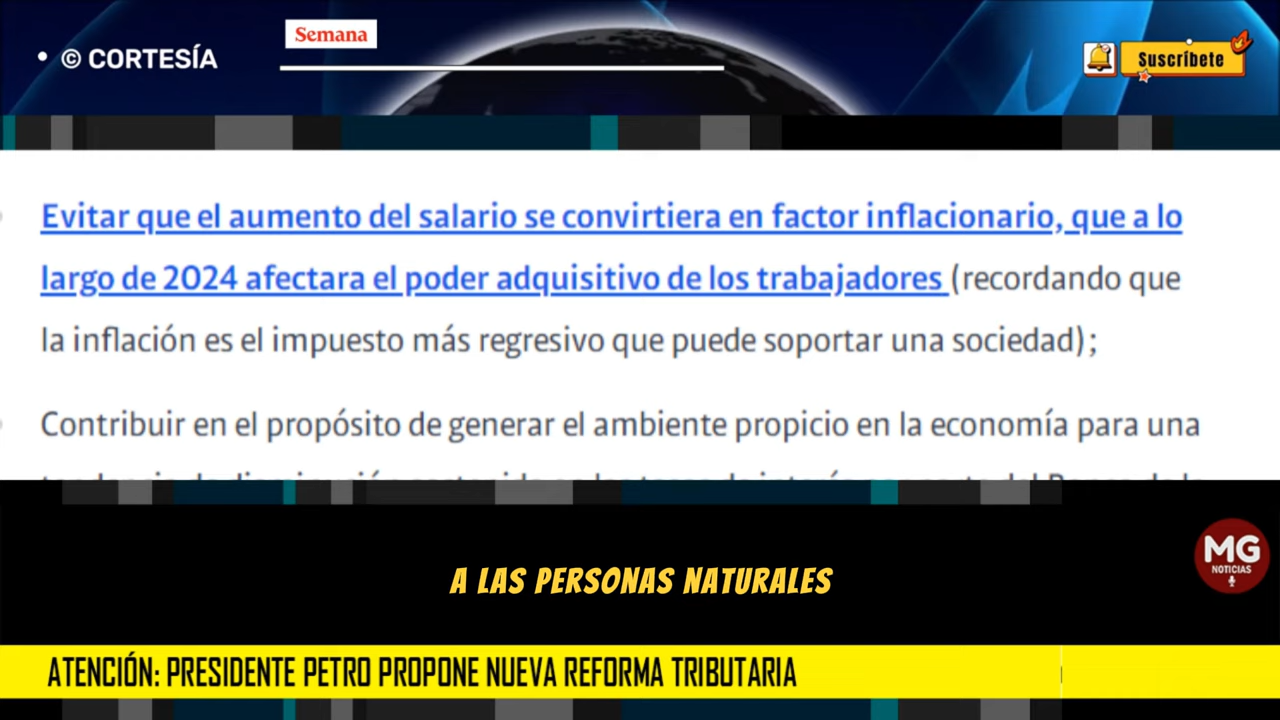 • © CORTESÍA
Semana
Suscríbete
Evitar que el aumento del salario se convirtiera en factor inflacionario, que a lo
largo de 2024 afectara el poder adquisitivo de los trabajadores (recordando que
la inflación es el impuesto más regresivo que puede soportar una sociedad);
Contribuir en el propósito de generar el ambiente propicio en la economía para una
MG
NOTICIAS
A LAS PERSONAS NATURALES
ATENCIÓN: PRESIDENTE PETRO PROPONE NUEVA REFORMA TRIBUTARIA